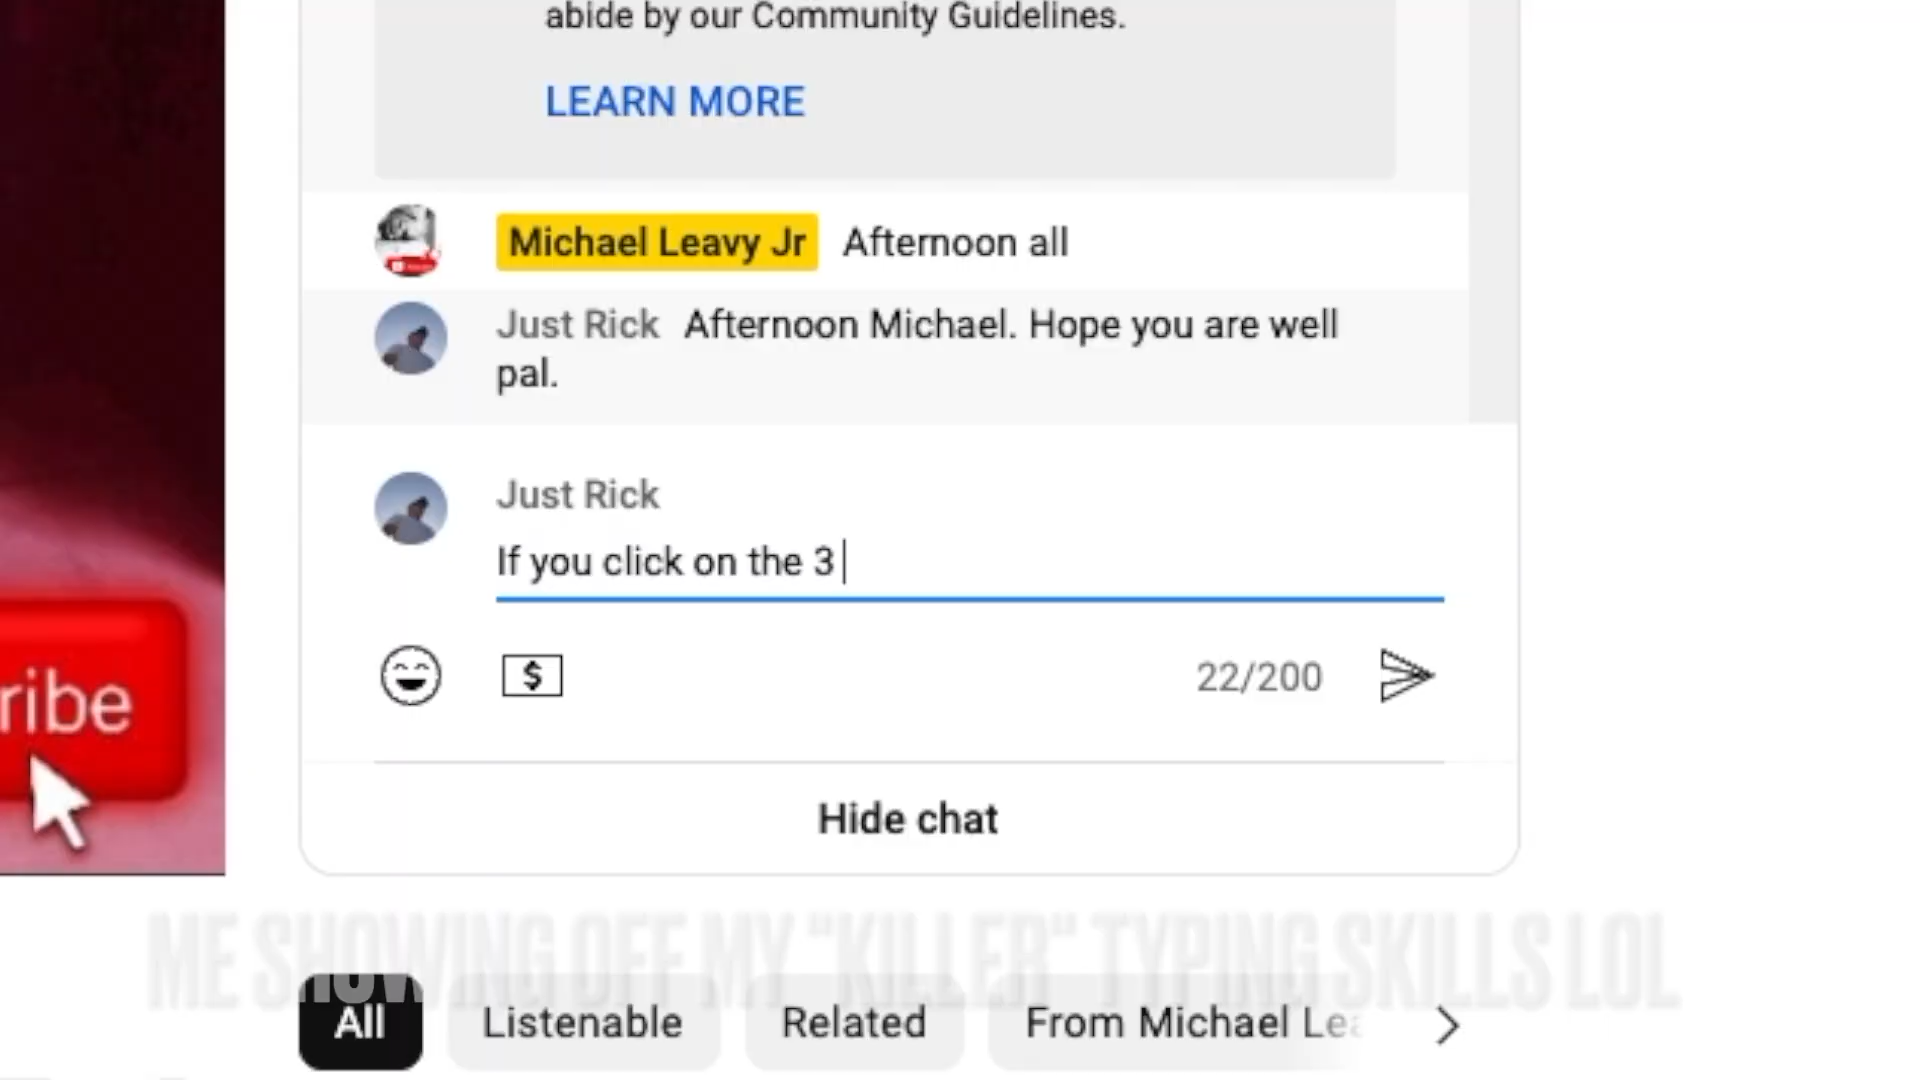 abide by our Community Guidelines.
LEARN MORE
Michael Leavy Jr Afternoon all
Just Rick Afternoon Michael. Hope you are well
pal.
Just Rick
If you click on the 3
$
22/200
ribe
Hide chat
ME SHOWING OFF MY "KILLER" TYPING SKILLS LOL
All Listenable Related From Michael Lea